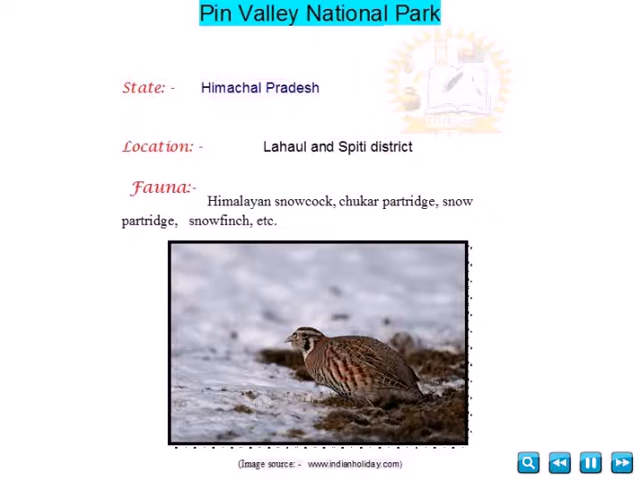 Pin Valley National Park
State: - Himachal Pradesh
Location: - Lahaul and Spiti district
Fauna:-
Himalayan snowcock, chukar partridge, snow
partridge, snowfinch, etc.
(Image source: - www.indianholiday.com)